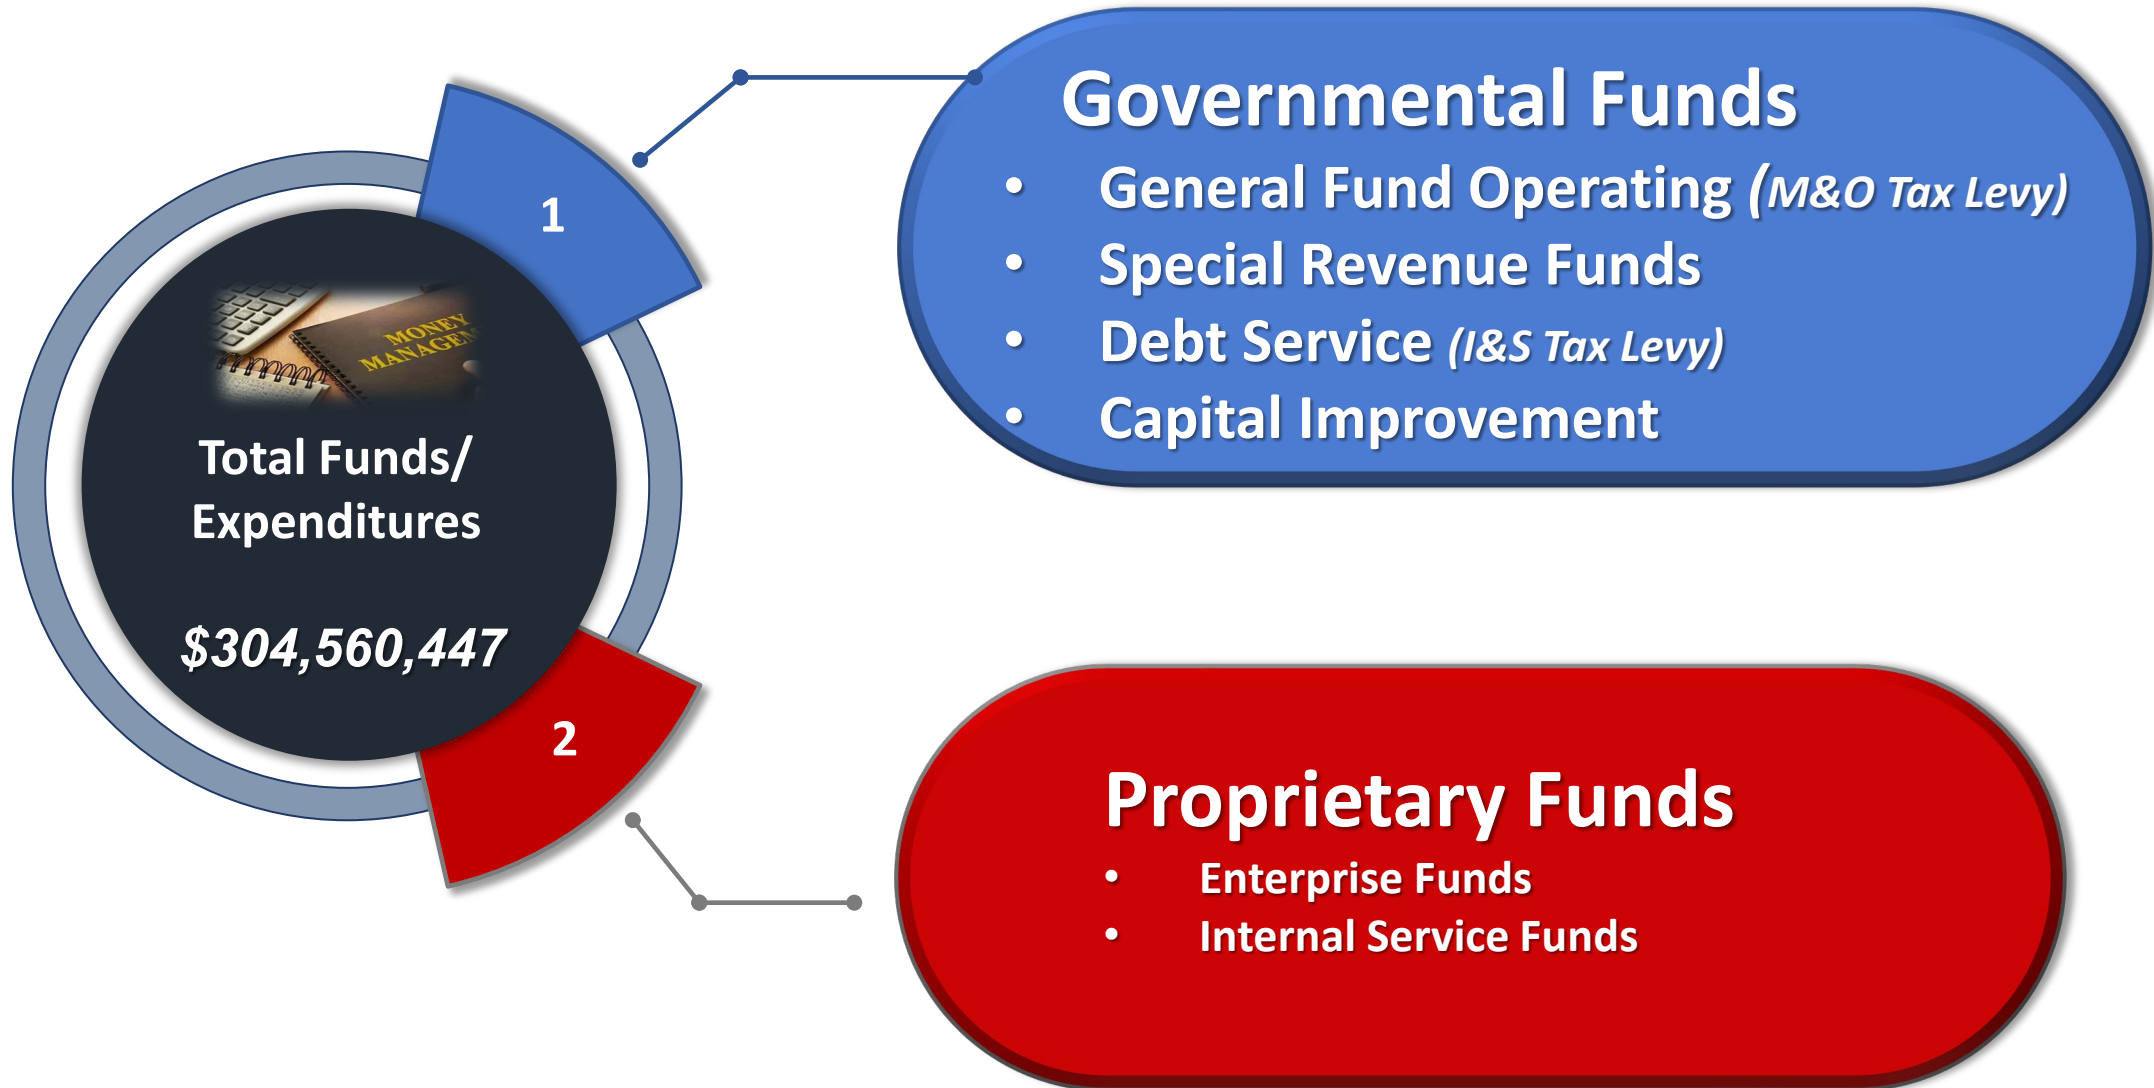 1
Governmental Funds
• General Fund Operating (M&O Tax Levy)
• Special Revenue Funds
• Debt Service (I&S Tax Levy)
• Capital Improvement
MONEY
Total Funds/
Expenditures
$304,560,447
2
Proprietary Funds
• Enterprise Funds
• Internal Service Funds